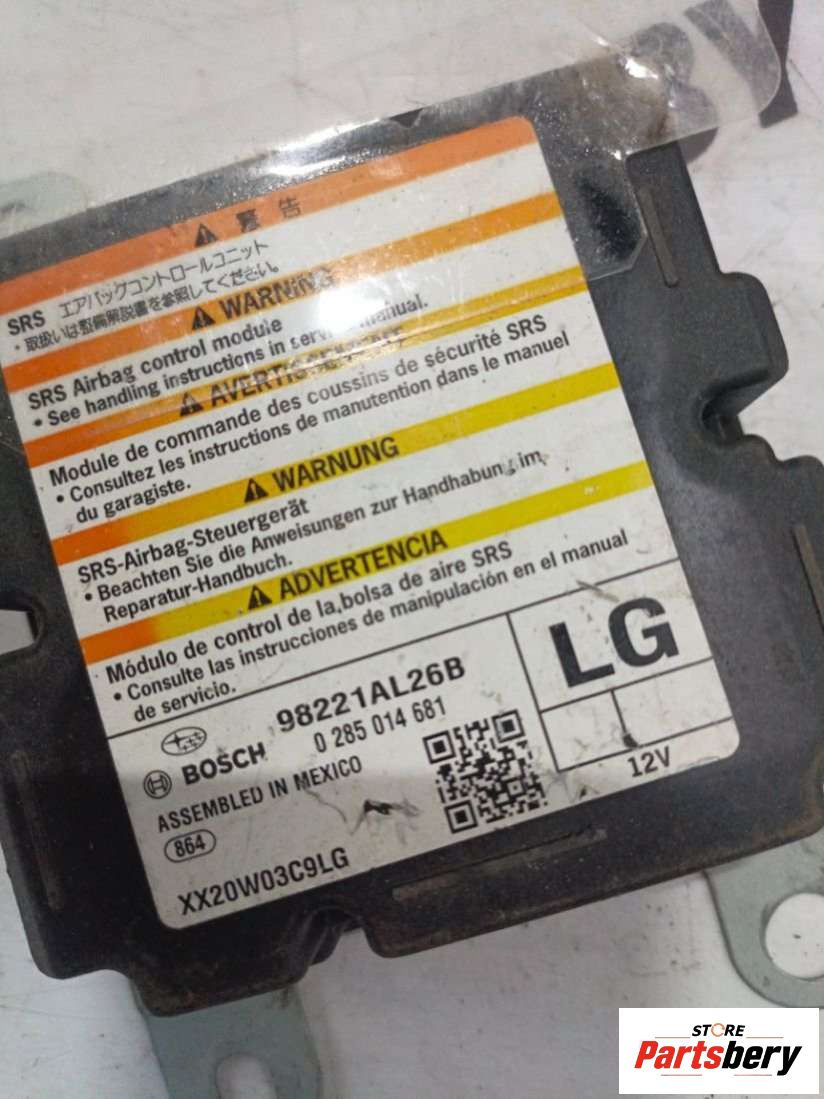 警告
SRS エアバッグコントロールユニット
・取扱いは整備解説書を参照してください。
WARNING
SRS Airbag control module
• See handling instructions in service manual.
AVERTISSEMENT
Module de commande des coussins de sécurité SRS
• Consultez les instructions de manutention dans le manuel
du garagiste.
WARNUNG
SRS-Airbag-Steuergerät
• Beachten Sie die Anweisungen zur Handhabung im
Reparatur-Handbuch.
ADVERTENCIA
Módulo de control de la bolsa de aire SRS
• Consulte las instrucciones de manipulación en el manual
de servicio.
LG
98221AL26B
BOSCH 0 285 014 681
ASSEMBLED IN MEXICO
12V
864
XX20W03C9LG
STORE
Partsbery